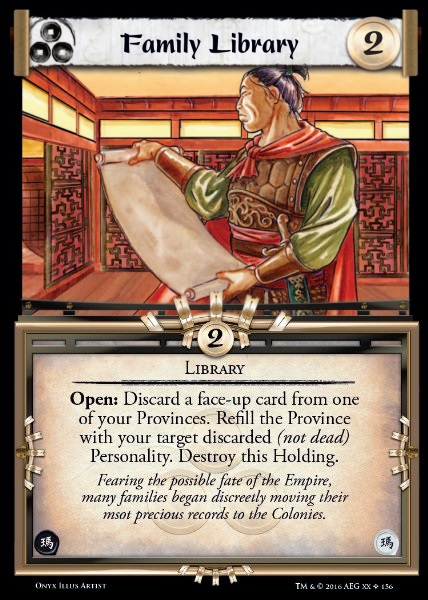 Family Library
2
2
Library
Open: Discard a face-up card from one
of your Provinces. Refill the Province
with your target discarded (not dead)
Personality. Destroy this Holding.
Fearing the possible fate of the Empire,
many families began discreetly moving their
msot precious records to the Colonies.
瑪
瑪
Onyx Illus Artist
TM & © 2016 AEG XX ❖ 156